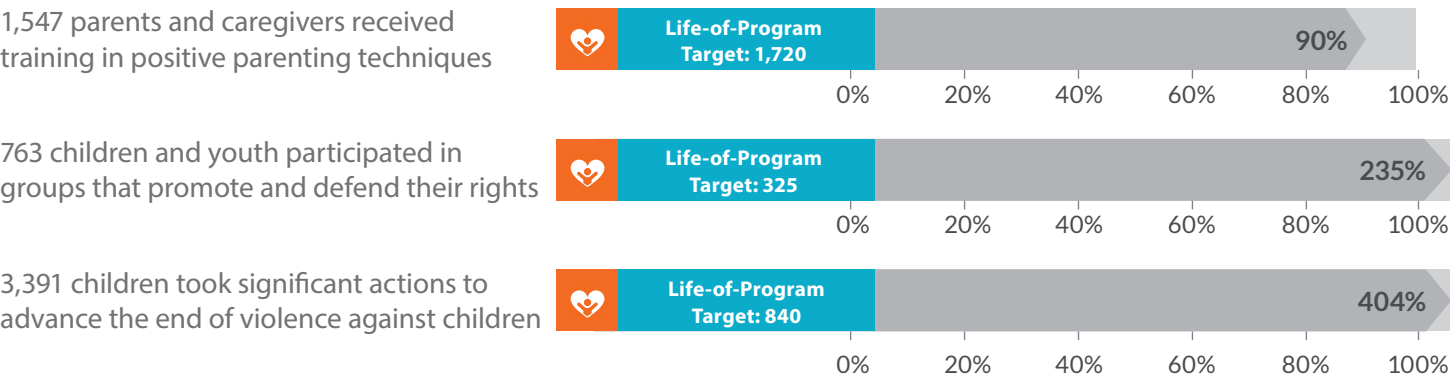 1,547 parents and caregivers received
training in positive parenting techniques
Life-of-Program
Target: 1,720
90%
0% 20% 40% 60% 80% 100%
763 children and youth participated in
groups that promote and defend their rights
Life-of-Program
Target: 325
235%
0% 20% 40% 60% 80% 100%
3,391 children took significant actions to
advance the end of violence against children
Life-of-Program
Target: 840
404%
0% 20% 40% 60% 80% 100%